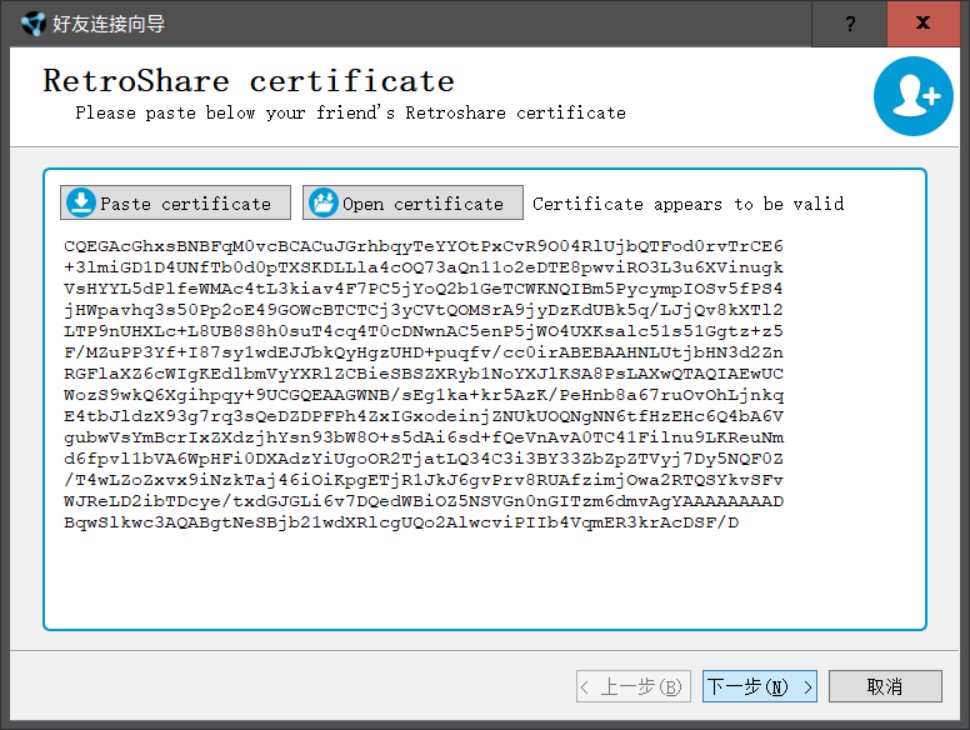 好友连接向导
?
x
RetroShare certificate
Please paste below your friend's Retroshare certificate
Paste certificate
Open certificate
Certificate appears to be valid
CQEGAcGhxsBNBFqM0vcBCACuJGrhbqyTeYYOtPxCvR9O04RlUjbQTFod0rvTrCE6
+3lmiGD1D4UNfTb0d0pTXSKDLLla4cOQ73aQn11o2eDTE8pwviRO3L3u6XVinugk
VsHYYL5dPlfeWMAc4tL3kiav4F7PC5jYoQ2b1GeTCWKNQIBm5PycympIOSv5fPS4
jHWpavhq3s50Pp2oE49GOWcBTCTCj3yCVtQOMSrA9jyDzKdUBk5q/LJjQv8kXTl2
LTP9nUHXLc+L8UB8S8h0suT4cq4T0cDNwnAC5enP5jWO4UXKsalc51s51Ggtz+z5
F/MZuPP3Yf+I87sy1wdEJJbkQyHgzUHD+puqfv/cc0irABEBAAHNLUtjbHN3d2Zn
RGFlaXZ6cWIgKEdlbmVyYXRlZCBieSBSZXRyb1NoYXJlKSA8PsLAXwQTAQIAEwUC
WozS9wkQ6Xgihpqy+9UCGQEAAGWNB/sEg1ka+kr5AzK/PeHnb8a67ruOvOhLjnkq
E4tbJldzX93g7rq3sQeDZDPFPh4ZxIGxodeinjZNUkUOQNgNN6tfHzEHc6Q4bA6V
gubwVsYmBcrIxZXdzjhYsn93bW8O+s5dAi6sd+fQeVnAvA0TC41Filnu9LKReuNm
d6fpvl1bVA6WpHFi0DXAdzYiUgoOR2TjatLQ34C3i3BY33ZbZpZTVyj7Dy5NQF0Z
/T4wLZoZxvx9iNzkTaj46iOiKpgETjR1JkJ6gvPrv8RUAfzimjOwa2RTQSYkvSFv
WJReLD2ibTDcye/txdGJGLi6v7DQedWBiOZ5NSVGn0nGITzm6dmvAgYAAAAAAAAD
BqwSlkwc3AQABgtNeSBjb21wdXRlcgUQo2AlwcviPIIb4VqmER3krAcDSF/D
< 上一步(B)
下一步(N) >
取消